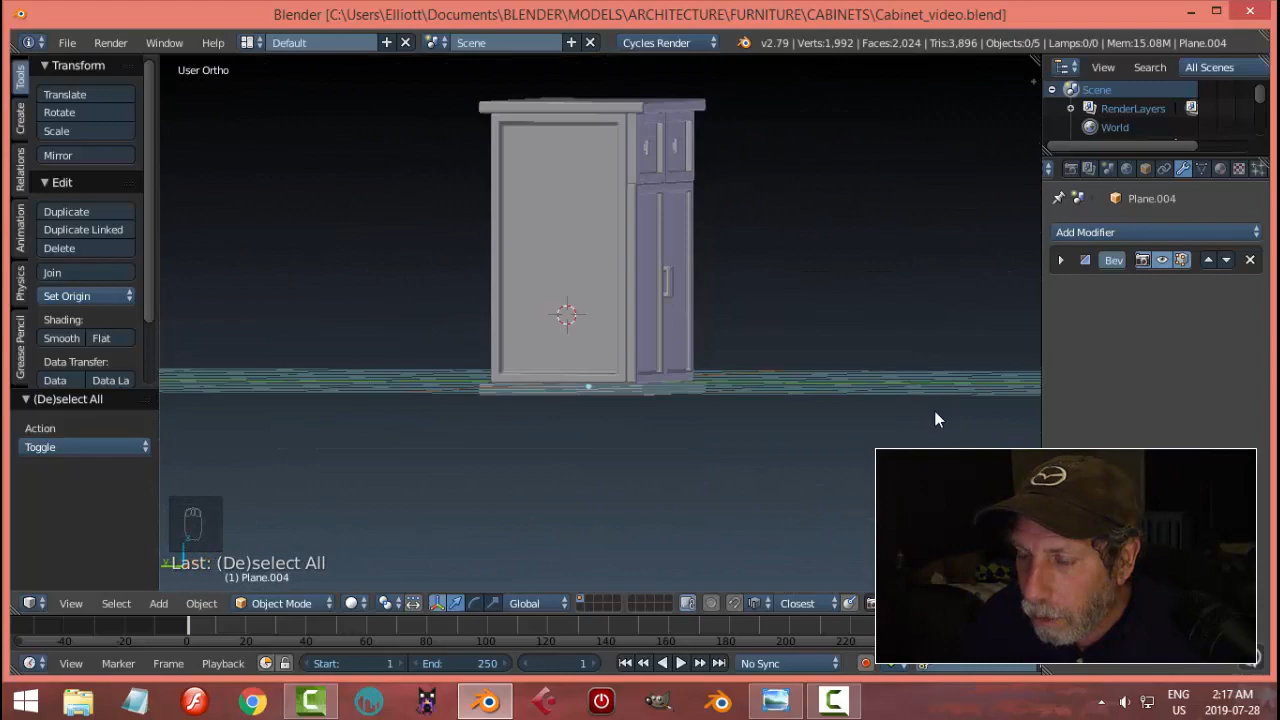 Blender [C:\Users\Elliott\Documents\BLENDER\MODELS\ARCHITECTURE\FURNITURE\CABINETS\Cabinet_video.blend]
File Render Window Help Default Scene Cycles Render v2.79 | Verts:1,992 | Faces:2,024 | Tris:3,896 | Objects:0/5 | Lamps:0/0 | Mem:15.08M | Plane.004
Tools
Create
Relations
Animation
Physics
Grease Pencil
Transform
Translate
Rotate
Scale
Mirror
Edit
Duplicate
Duplicate Linked
Delete
Join
Set Origin
Shading:
Smooth Flat
Data Transfer:
Data Data La
(De)select All
Action
Toggle
User Ortho
Last: (De)select All
(1) Plane.004
View Search All Scenes
Scene
RenderLayers
World
Plane.004
Add Modifier
Bev
View Select Add Object Object Mode Global Closest
-40 -20 0 20 40 60 80 100 120 140 160 180 200 220
View Marker Frame Playback Start: 1 End: 250 1 No Sync
ENG
US
2:17 AM
2019-07-28